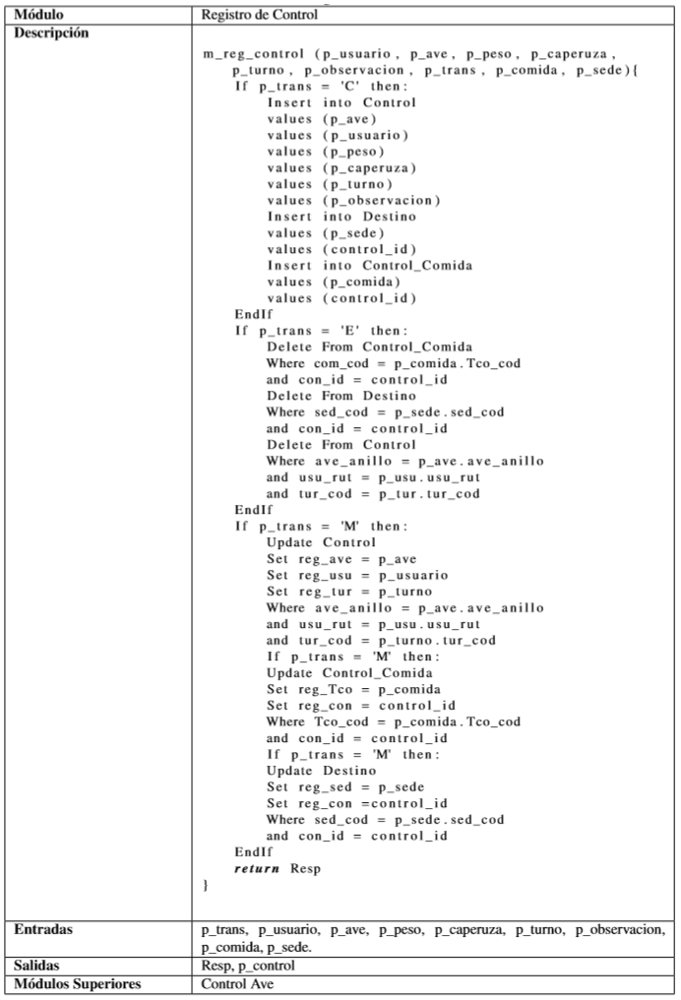 Módulo Registro de Control
Descripción
m_reg_control (p_usuario, p_ave, p_peso, p_caperuza,
p_turno, p_observacion, p_trans, p_comida, p_sede){
If p_trans = 'C' then:
Insert into Control
values (p_ave)
values (p_usuario)
values (p_peso)
values (p_caperuza)
values (p_turno)
values (p_observacion)
Insert into Destino
values (p_sede)
values (control_id)
Insert into Control_Comida
values (p_comida)
values (control_id)
EndIf
If p_trans = 'E' then:
Delete From Control_Comida
Where com_cod = p_comida.Tco_cod
and con_id = control_id
Delete From Destino
Where sed_cod = p_sede.sed_cod
and con_id = control_id
Delete From Control
Where ave_anillo = p_ave.ave_anillo
and usu_rut = p_usu.usu_rut
and tur_cod = p_tur.tur_cod
EndIf
If p_trans = 'M' then:
Update Control
Set reg_ave = p_ave
Set reg_usu = p_usuario
Set reg_tur = p_turno
Where ave_anillo = p_ave.ave_anillo
and usu_rut = p_usu.usu_rut
and tur_cod = p_turno.tur_cod
If p_trans = 'M' then:
Update Control_Comida
Set reg_Tco = p_comida
Set reg_con = control_id
Where Tco_cod = p_comida.Tco_cod
and con_id = control_id
If p_trans = 'M' then:
Update Destino
Set reg_sed = p_sede
Set reg_con =control_id
Where sed_cod = p_sede.sed_cod
and con_id = control_id
EndIf
return Resp
}
Entradas p_trans, p_usuario, p_ave, p_peso, p_caperuza, p_turno, p_observacion,
p_comida, p_sede.
Salidas Resp, p_control
Módulos Superiores Control Ave